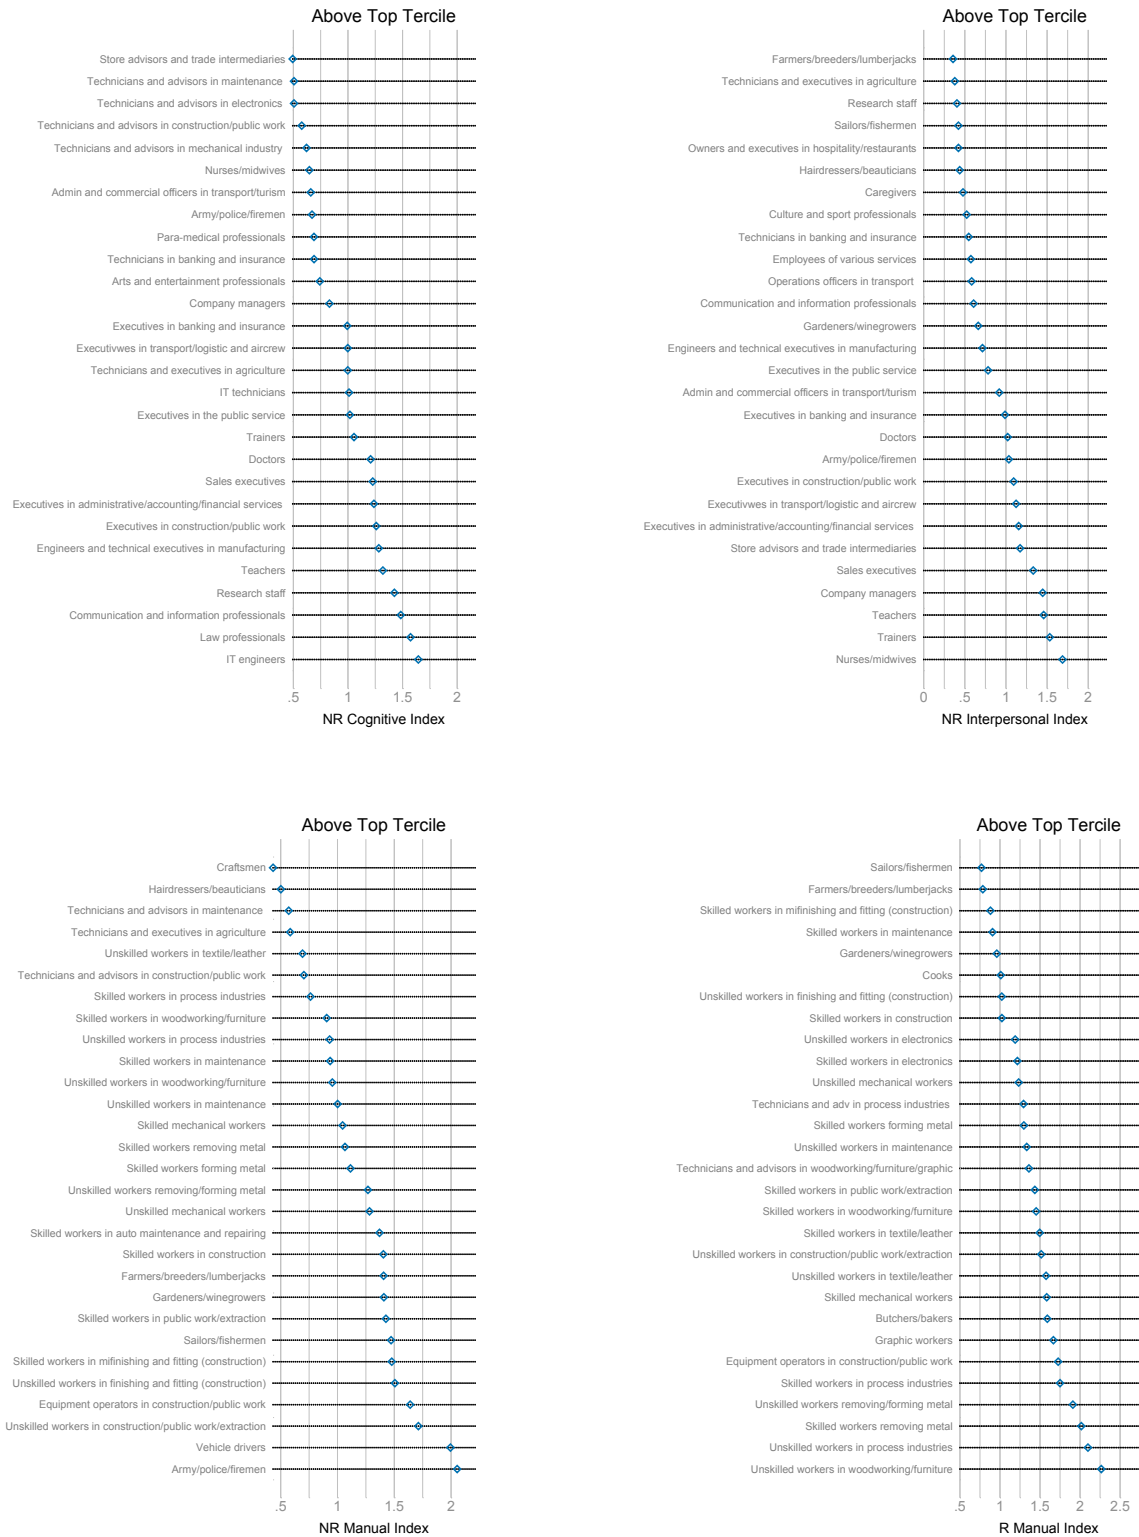 Above Top Tercile
Store advisors and trade intermediaries
Technicians and advisors in maintenance
Technicians and advisors in electronics
Technicians and advisors in construction/public work
Technicians and advisors in mechanical industry
Nurses/midwives
Admin and commercial officers in transport/turism
Army/police/firemen
Para-medical professionals
Technicians in banking and insurance
Arts and entertainment professionals
Company managers
Executives in banking and insurance
Executivwes in transport/logistic and aircrew
Technicians and executives in agriculture
IT technicians
Executives in the public service
Trainers
Doctors
Sales executives
Executives in administrative/accounting/financial services
Executives in construction/public work
Engineers and technical executives in manufacturing
Teachers
Research staff
Communication and information professionals
Law professionals
IT engineers
.5 1 1.5 2
NR Cognitive Index
Above Top Tercile
Farmers/breeders/lumberjacks
Technicians and executives in agriculture
Research staff
Sailors/fishermen
Owners and executives in hospitality/restaurants
Hairdressers/beauticians
Caregivers
Culture and sport professionals
Technicians in banking and insurance
Employees of various services
Operations officers in transport
Communication and information professionals
Gardeners/winegrowers
Engineers and technical executives in manufacturing
Executives in the public service
Admin and commercial officers in transport/turism
Executives in banking and insurance
Doctors
Army/police/firemen
Executives in construction/public work
Executivwes in transport/logistic and aircrew
Executives in administrative/accounting/financial services
Store advisors and trade intermediaries
Sales executives
Company managers
Teachers
Trainers
Nurses/midwives
0 .5 1 1.5 2
NR Interpersonal Index
Above Top Tercile
Craftsmen
Hairdressers/beauticians
Technicians and advisors in maintenance
Technicians and executives in agriculture
Unskilled workers in textile/leather
Technicians and advisors in construction/public work
Skilled workers in process industries
Skilled workers in woodworking/furniture
Unskilled workers in process industries
Skilled workers in maintenance
Unskilled workers in woodworking/furniture
Unskilled workers in maintenance
Skilled mechanical workers
Skilled workers removing metal
Skilled workers forming metal
Unskilled workers removing/forming metal
Unskilled mechanical workers
Skilled workers in auto maintenance and repairing
Skilled workers in construction
Farmers/breeders/lumberjacks
Gardeners/winegrowers
Skilled workers in public work/extraction
Sailors/fishermen
Skilled workers in mifinishing and fitting (construction)
Unskilled workers in finishing and fitting (construction)
Equipment operators in construction/public work
Unskilled workers in construction/public work/extraction
Vehicle drivers
Army/police/firemen
.5 1 1.5 2
NR Manual Index
Above Top Tercile
Sailors/fishermen
Farmers/breeders/lumberjacks
Skilled workers in mifinishing and fitting (construction)
Skilled workers in maintenance
Gardeners/winegrowers
Cooks
Unskilled workers in finishing and fitting (construction)
Skilled workers in construction
Unskilled workers in electronics
Skilled workers in electronics
Unskilled mechanical workers
Technicians and adv in process industries
Skilled workers forming metal
Unskilled workers in maintenance
Technicians and advisors in woodworking/furniture/graphic
Skilled workers in public work/extraction
Skilled workers in woodworking/furniture
Skilled workers in textile/leather
Unskilled workers in construction/public work/extraction
Unskilled workers in textile/leather
Skilled mechanical workers
Butchers/bakers
Graphic workers
Equipment operators in construction/public work
Skilled workers in process industries
Unskilled workers removing/forming metal
Skilled workers removing metal
Unskilled workers in process industries
Unskilled workers in woodworking/furniture
.5 1 1.5 2 2.5
R Manual Index